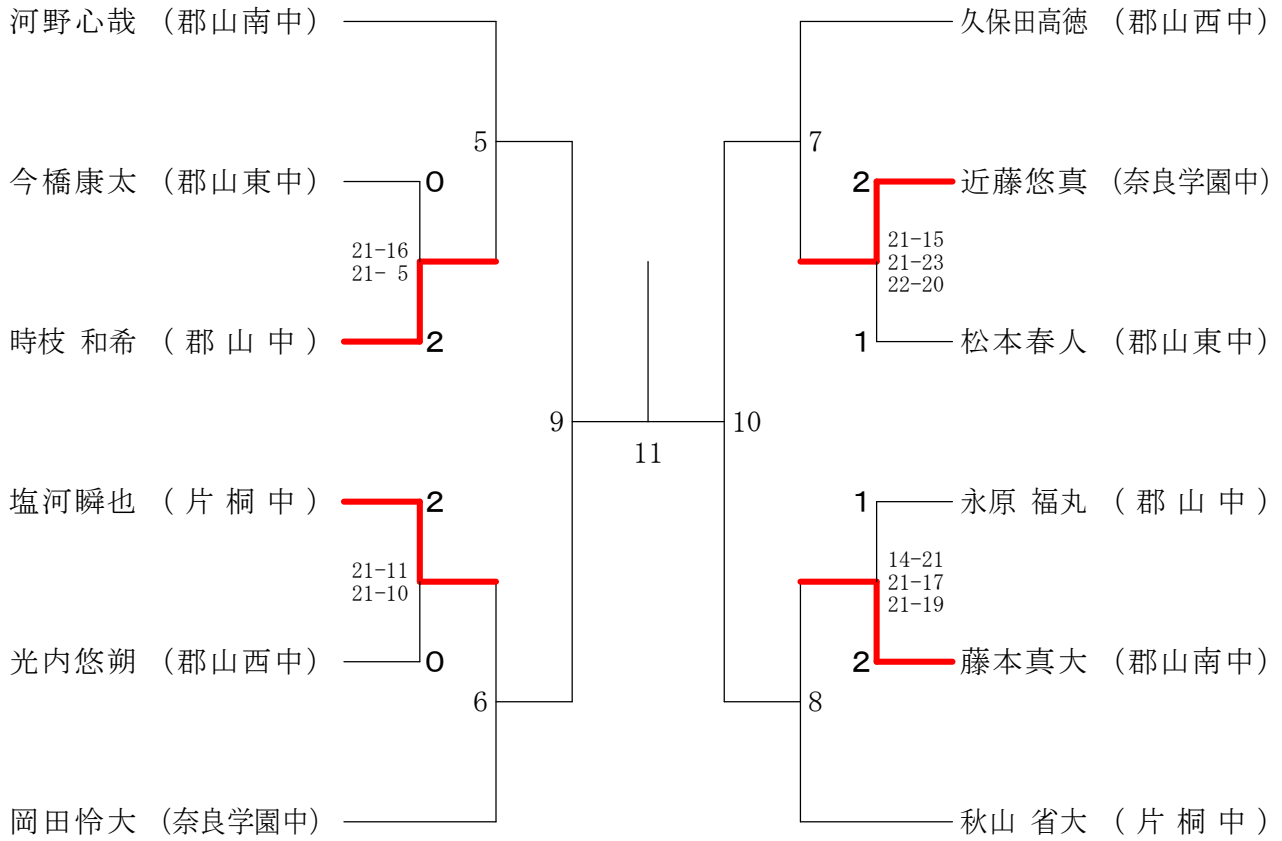 河野心哉 (郡山南中)
久保田高徳 (郡山西中)
5
7
今橋康太 (郡山東中)
0
2
近藤悠真 (奈良学園中)
21-16
21- 5
21-15
21-23
22-20
時枝 和希 ( 郡 山 中 )
2
1
松本春人 (郡山東中)
9
10
11
塩河瞬也 ( 片 桐 中 )
2
1
永原 福丸 ( 郡 山 中 )
21-11
21-10
14-21
21-17
21-19
光内悠朔 (郡山西中)
0
2
藤本真大 (郡山南中)
6
8
岡田怜大 (奈良学園中)
秋山 省大 ( 片 桐 中 )